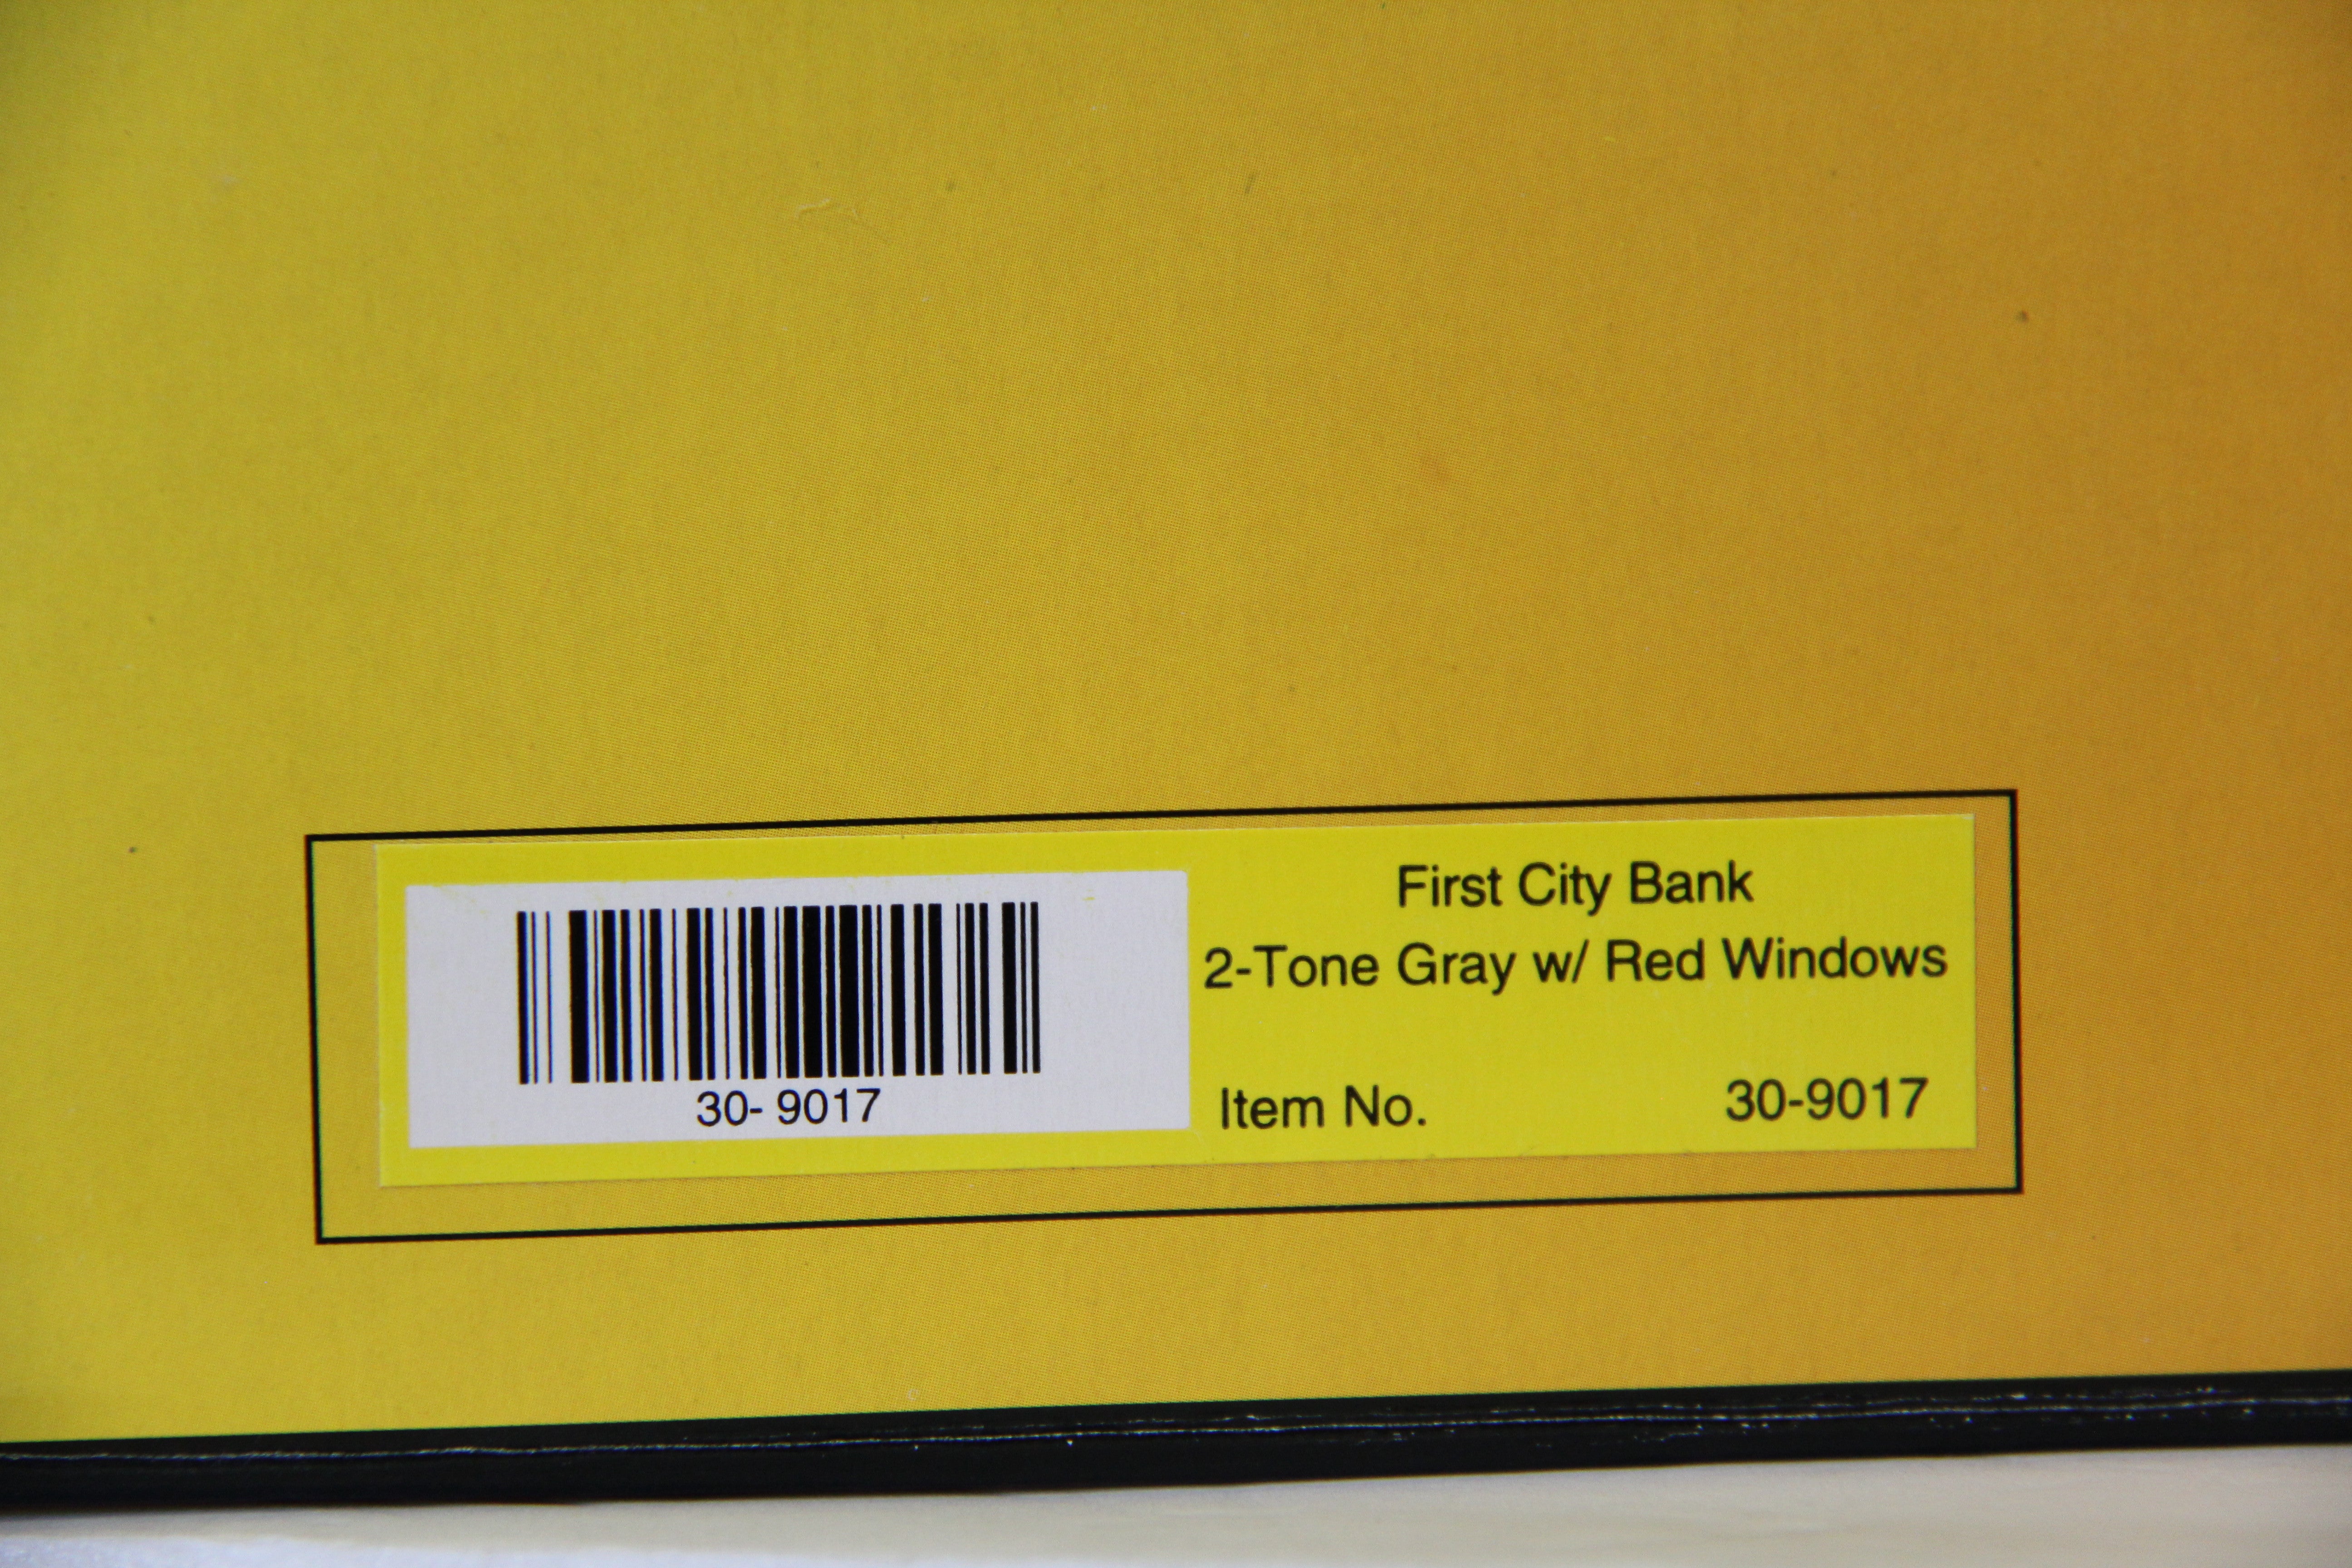 First City Bank
2-Tone Gray w/ Red Windows
30- 9017
Item No. 30-9017